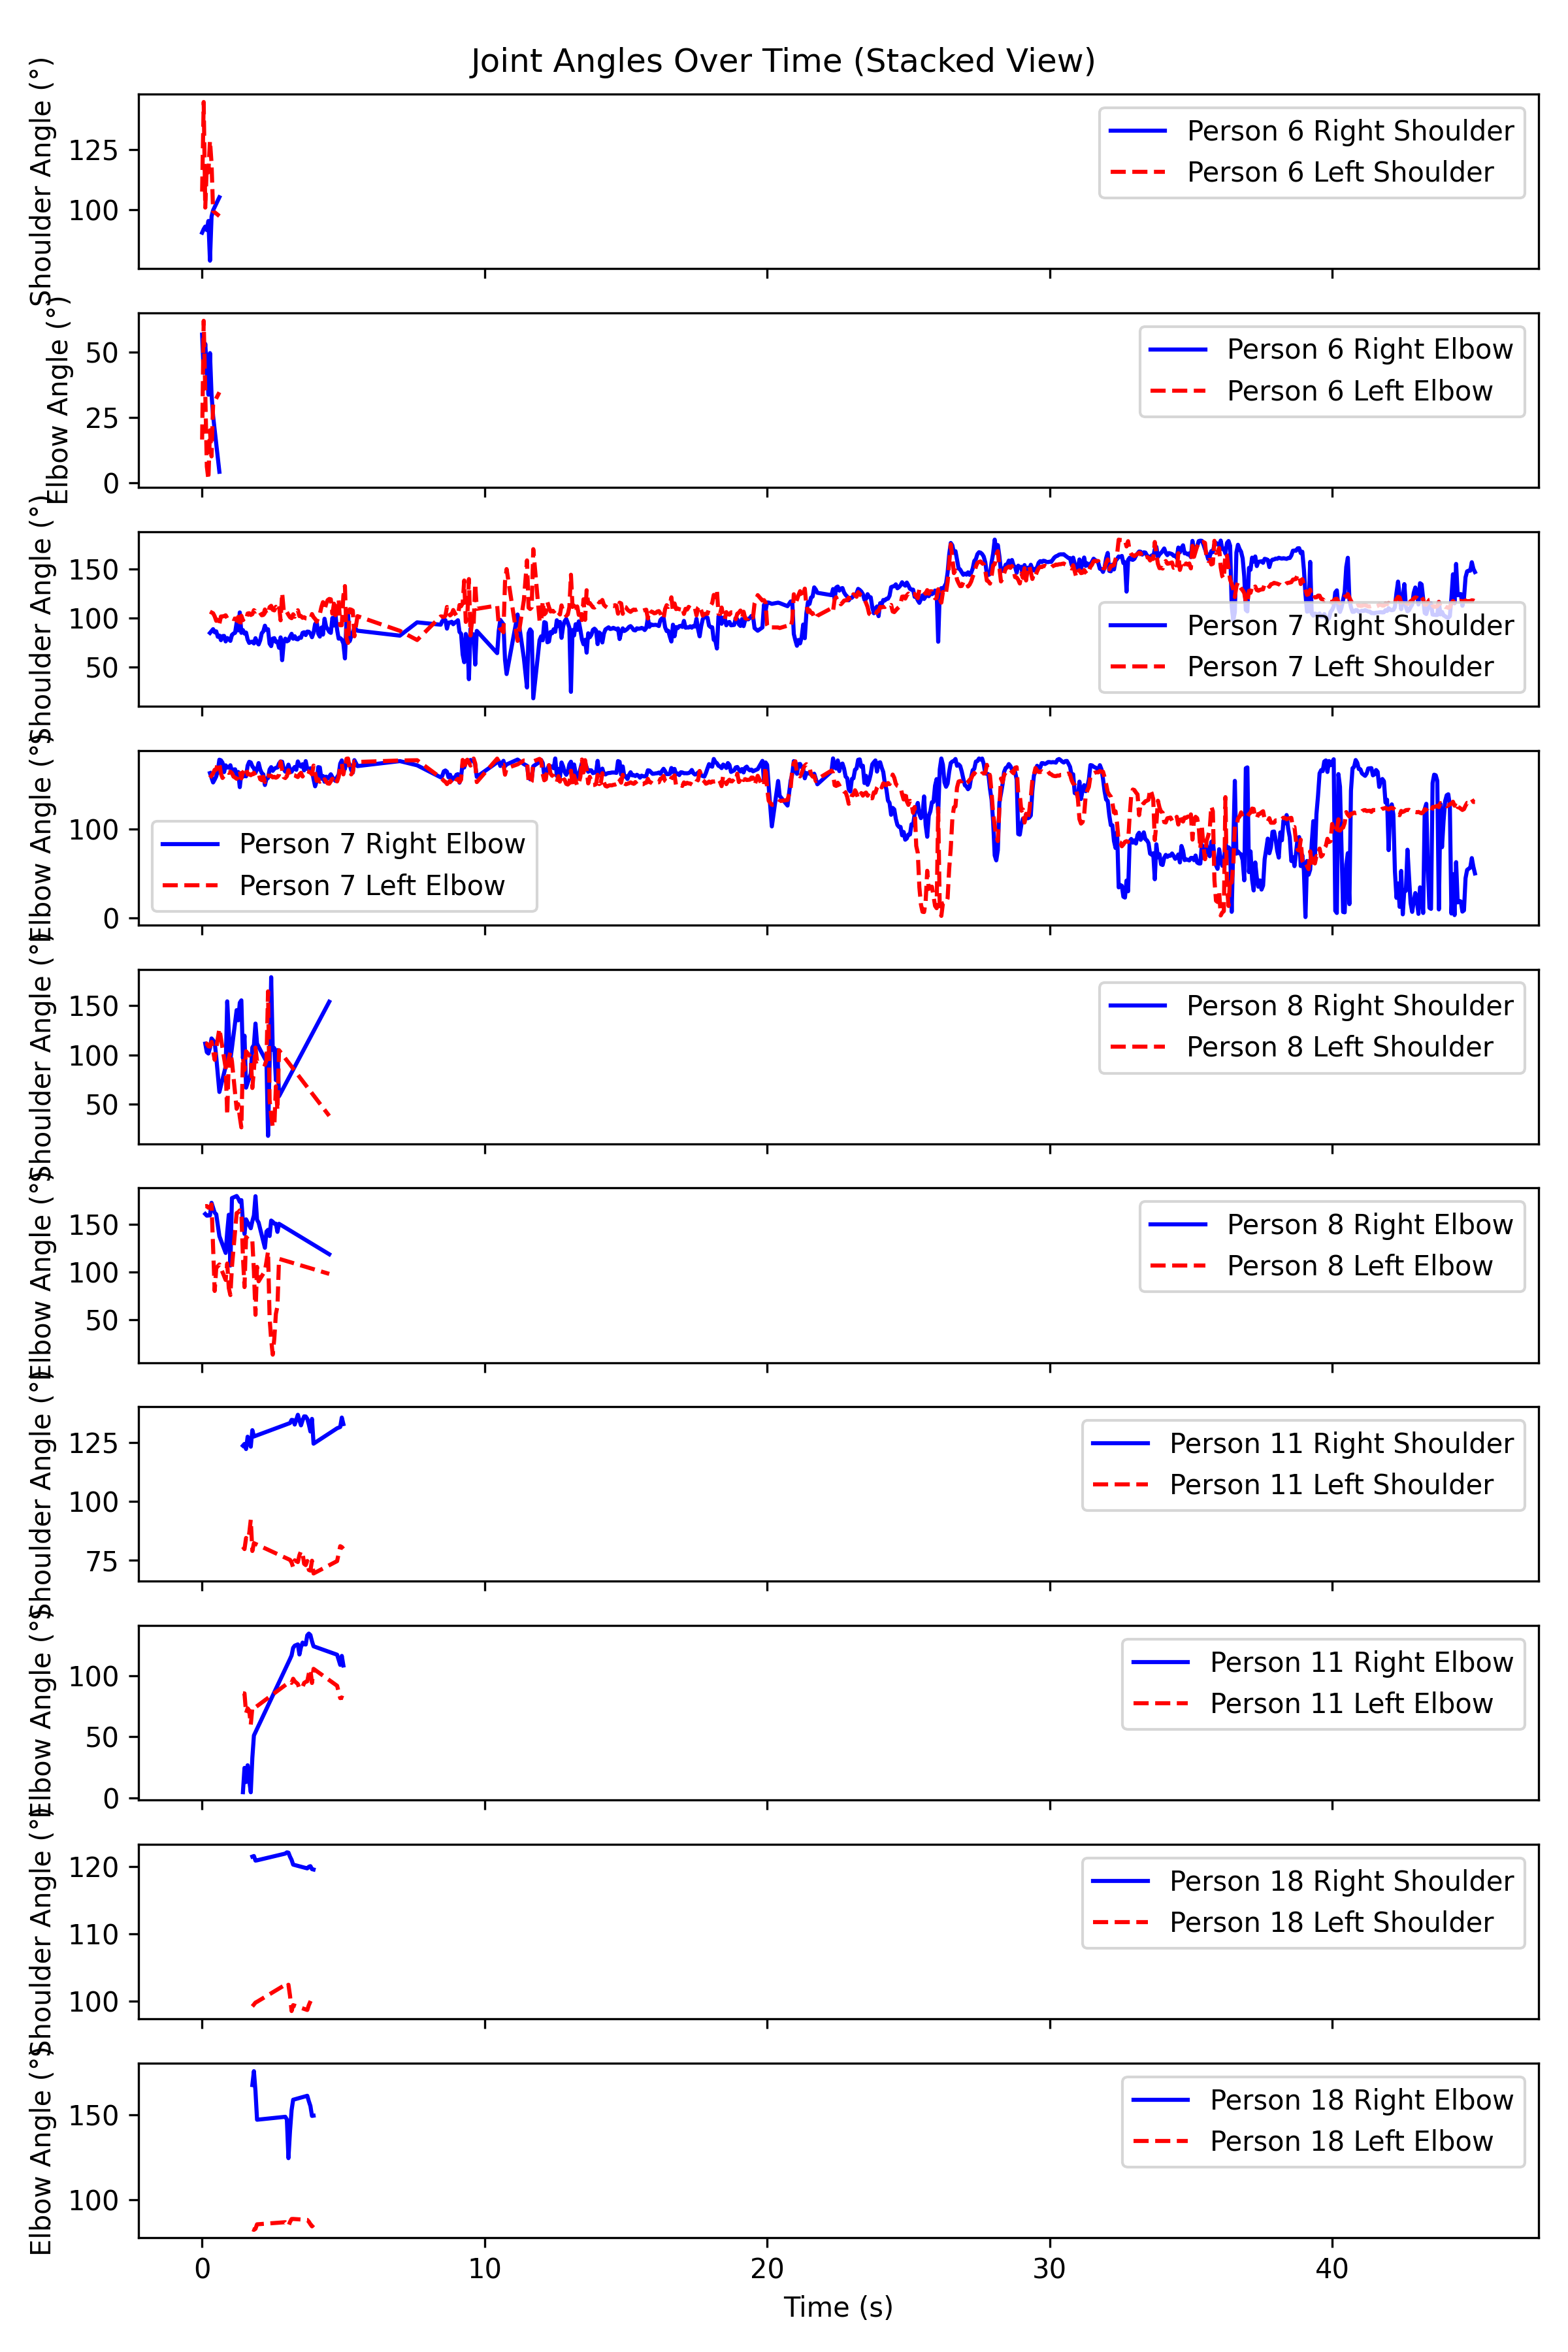 Joint Angles Over Time (Stacked View)
Shoulder Angle (°)
125
100
Person 6 Right Shoulder
Person 6 Left Shoulder
Elbow Angle (°)
50
25
0
Person 6 Right Elbow
Person 6 Left Elbow
Shoulder Angle (°)
150
100
50
Person 7 Right Shoulder
Person 7 Left Shoulder
Elbow Angle (°)
100
0
Person 7 Right Elbow
Person 7 Left Elbow
Shoulder Angle (°)
150
100
50
Person 8 Right Shoulder
Person 8 Left Shoulder
Elbow Angle (°)
150
100
50
Person 8 Right Elbow
Person 8 Left Elbow
Shoulder Angle (°)
125
100
75
Person 11 Right Shoulder
Person 11 Left Shoulder
Elbow Angle (°)
100
50
0
Person 11 Right Elbow
Person 11 Left Elbow
Shoulder Angle (°)
120
110
100
Person 18 Right Shoulder
Person 18 Left Shoulder
Elbow Angle (°)
150
100
Person 18 Right Elbow
Person 18 Left Elbow
0 10 20 30 40
Time (s)